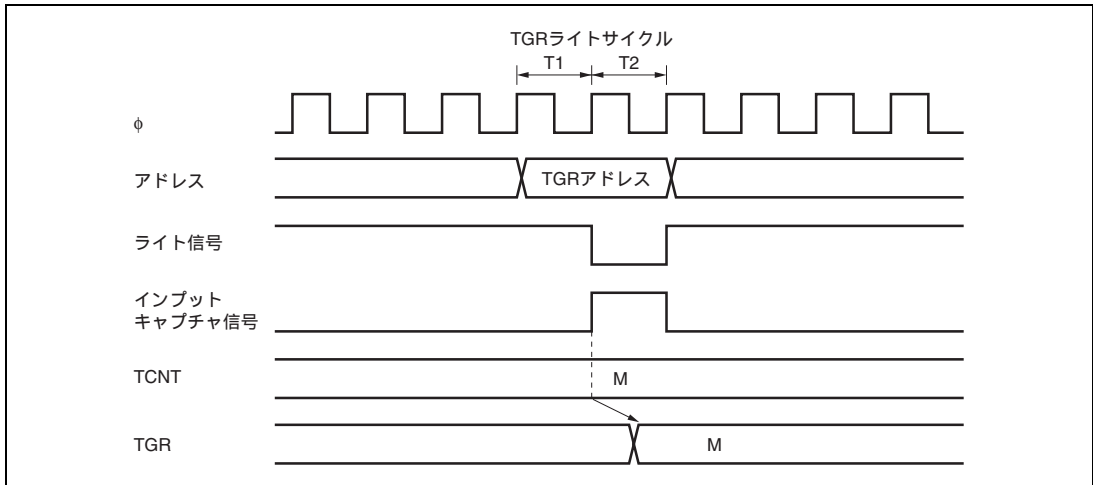 TGRライトサイクル
T1 T2
φ
アドレス TGRアドレス
ライト信号
インプット
キャプチャ信号
TCNT M
TGR M